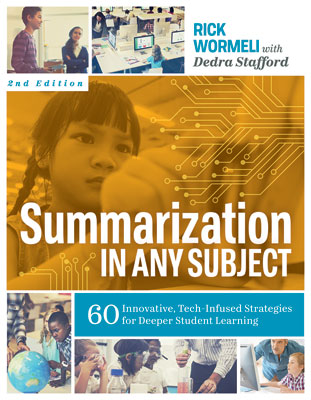 RICK
WORMELI with
Dedra Stafford
2nd Edition
Summarization
IN ANY SUBJECT
60 Innovative, Tech-Infused Strategies
for Deeper Student Learning